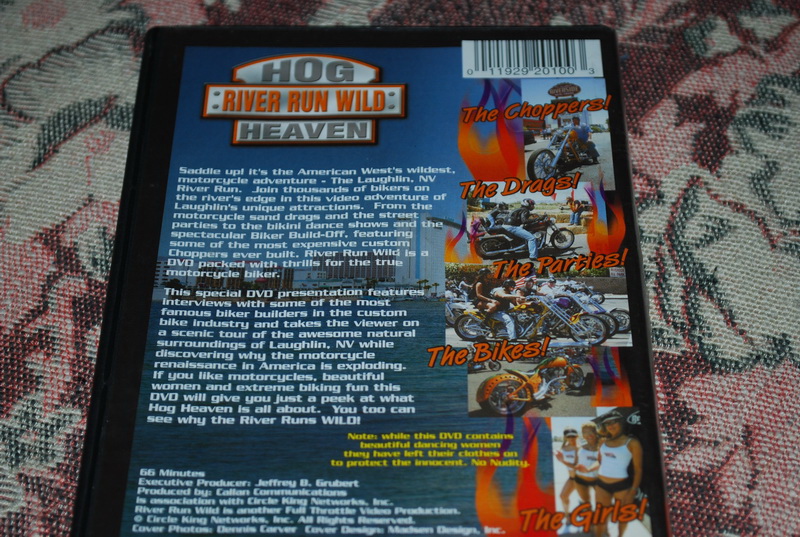 HOG
RIVER RUN WILD
HEAVEN
0 11929 20100 3
Saddle up! it's the American West's wildest,
motorcycle adventure - The Laughlin, NV
River Run. Join thousands of bikers on
the river's edge in this video adventure of
Laughlin's unique attractions. From the
motorcycle sand drags and the street
parties to the bikini dance shows and the
spectacular Biker Build-Off, featuring
some of the most expensive custom
Choppers ever built, River Run Wild is a
DVD packed with thrills for the true
motorcycle biker.
This special DVD presentation features
interviews with some of the most
famous biker builders in the custom
bike industry and takes the viewer on
a scenic tour of the awesome natural
surroundings of Laughlin, NV while
discovering why the motorcycle
renaissance in America is exploding.
If you like motorcycles, beautiful
women and extreme biking fun this
DVD will give you just a peek at what
Hog Heaven is all about. You too can
see why the River Runs WILD!
The Choppers!
The Drags!
The Parties!
The Bikes!
The Girls!
Note: while this DVD contains
beautiful dancing women
they have left their clothes on
to protect the innocent. No Nudity.
66 Minutes
Executive Producer: Jeffrey B. Grubert
Produced by: Callan Communications
is association with Circle King Networks, Inc.
River Run Wild is another Full Throttle Video Production.
© Circle King Networks, Inc. All Rights Reserved.
Cover Photos: Dennis Carver Cover Design: Madsen Design, Inc.